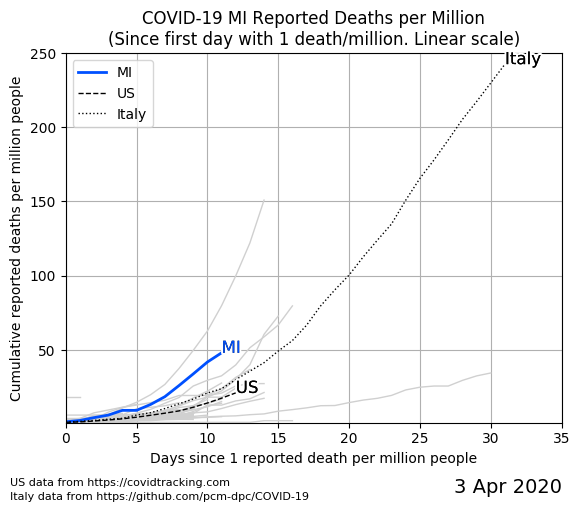 COVID-19 MI Reported Deaths per Million
(Since first day with 1 death/million. Linear scale)
Cumulative reported deaths per million people
250
200
150
100
50
MI
US
Italy
Italy
MI
US
0
5
10
15
20
25
30
35
Days since 1 reported death per million people
US data from https://covidtracking.com
Italy data from https://github.com/pcm-dpc/COVID-19
3 Apr 2020